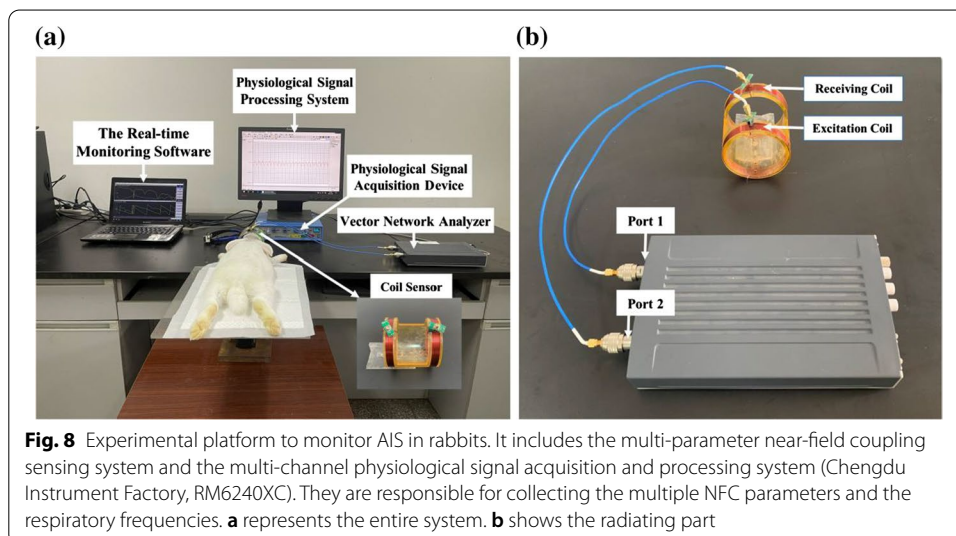 (a)
Physiological Signal
Processing System
The Real-time
Monitoring Software
Physiological Signal
Acquisition Device
Vector Network Analyzer
Coil Sensor
(b)
Receiving Coil
Excitation Coil
Port 1
Port 2
Fig. 8 Experimental platform to monitor AIS in rabbits. It includes the multi-parameter near-field coupling
sensing system and the multi-channel physiological signal acquisition and processing system (Chengdu
Instrument Factory, RM6240XC). They are responsible for collecting the multiple NFC parameters and the
respiratory frequencies. a represents the entire system. b shows the radiating part